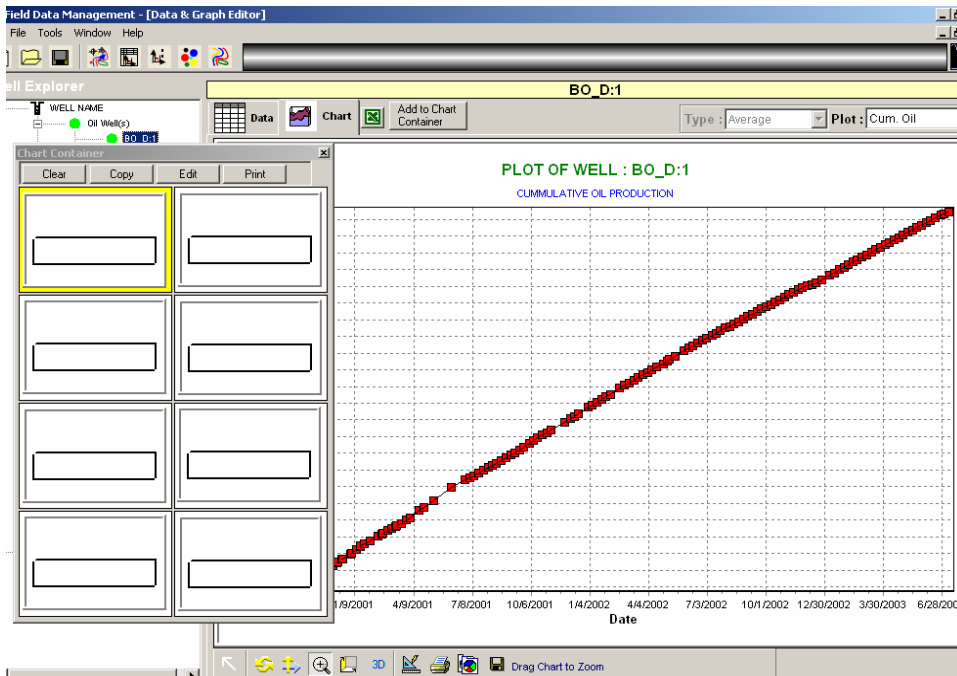 Field Data Management - [Data & Graph Editor]
File Tools Window Help
ell Explorer
BO_D:1
WELL NAME
Oil Well(s)
BO_D:1
Data
Chart
Add to Chart
Container
Type : Average
Plot : Cum. Oil
Chart Container
Clear Copy Edit Print
PLOT OF WELL : BO_D:1
CUMMULATIVE OIL PRODUCTION
1/9/2001 4/9/2001 7/8/2001 10/6/2001 1/4/2002 4/4/2002 7/3/2002 10/1/2002 12/30/2002 3/30/2003 6/28/200
Date
3D
Drag Chart to Zoom